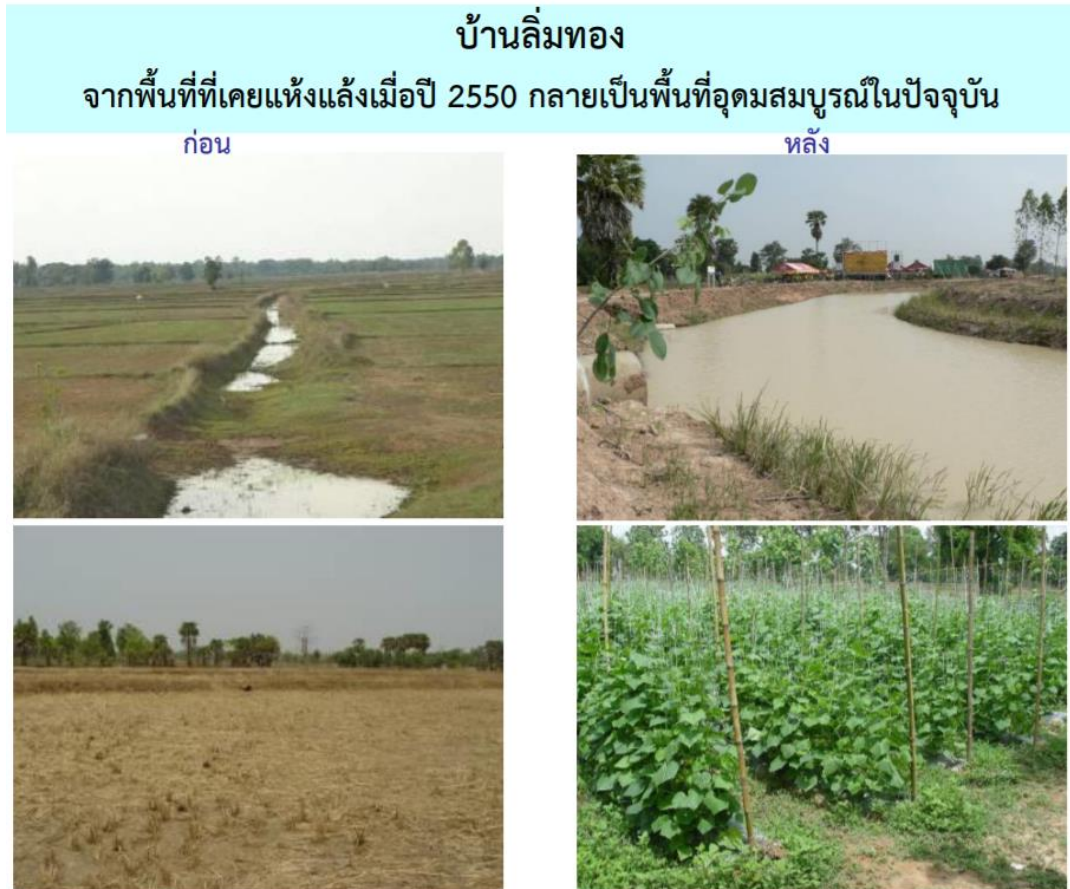 บ้านลิ่มทอง
จากพื้นที่ที่เคยแห้งแล้งเมื่อปี 2550 กลายเป็นพื้นที่อุดมสมบูรณ์ในปัจจุบัน
ก่อน
หลัง